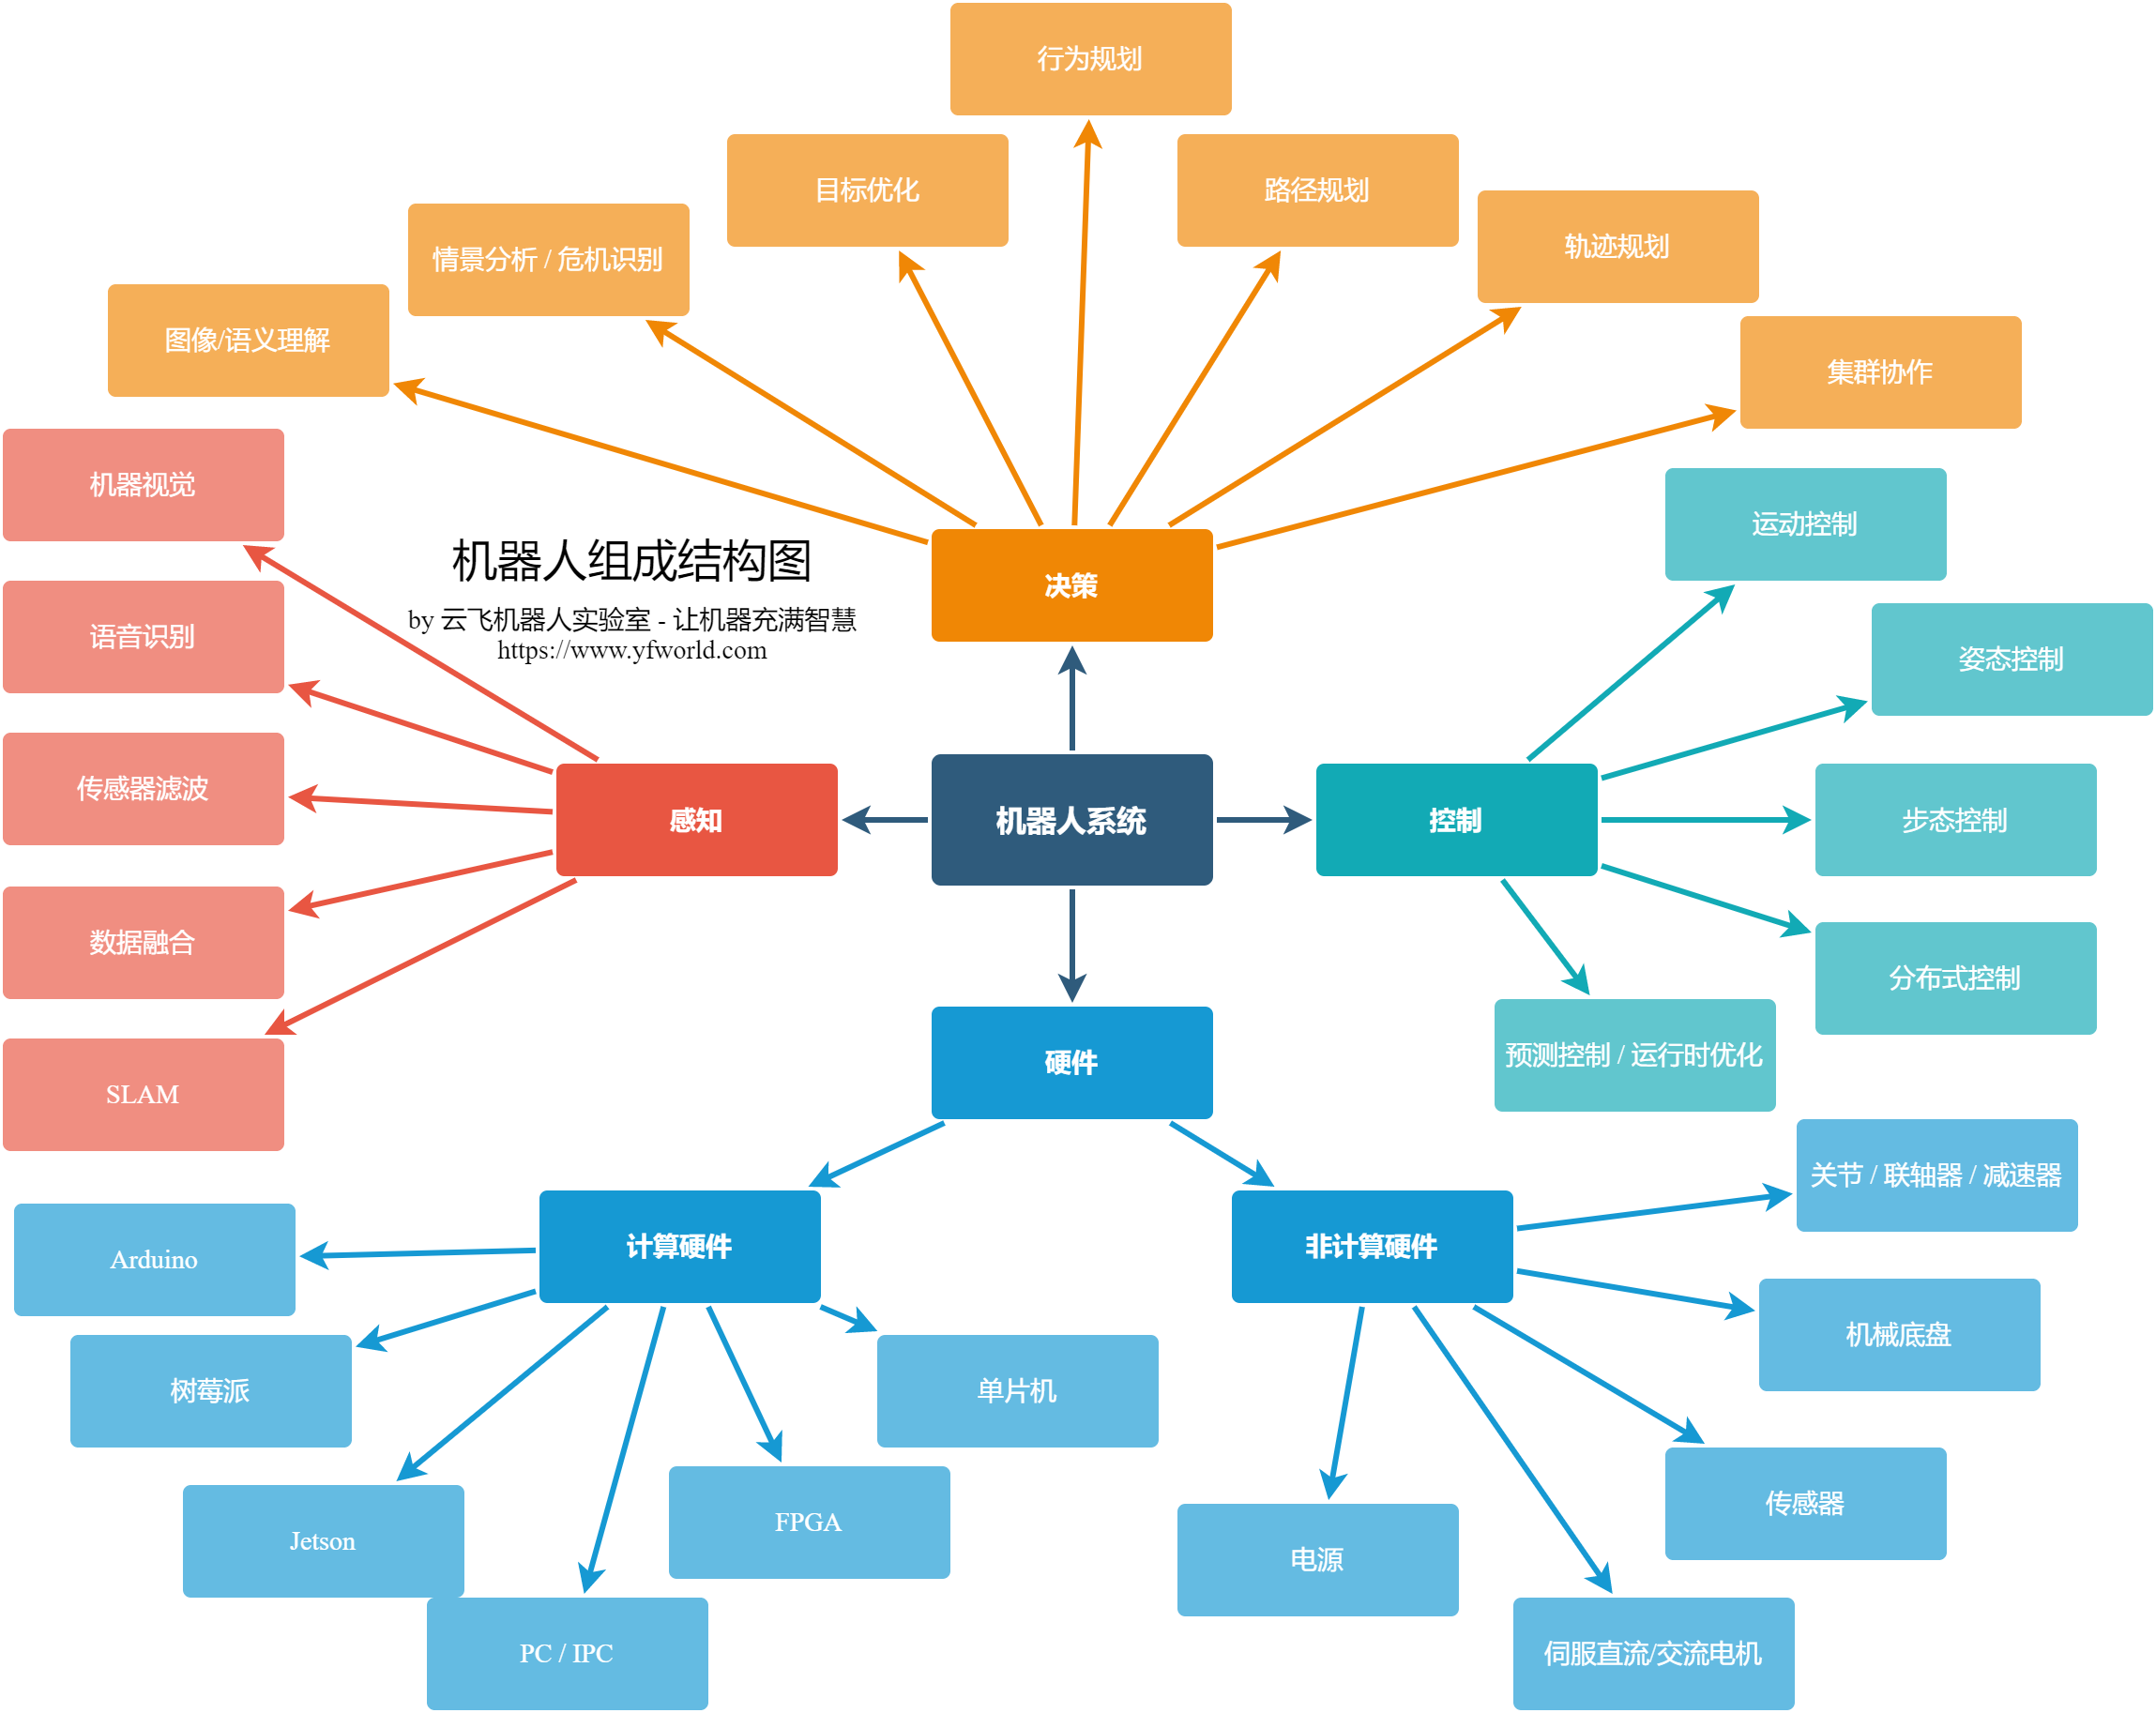 行为规划
目标优化
路径规划
轨迹规划
情景分析 / 危机识别
图像/语义理解
集群协作
机器视觉
运动控制
机器人组成结构图
决策
by 云飞机器人实验室 - 让机器充满智慧
https://www.yfworld.com
语音识别
姿态控制
传感器滤波
感知
机器人系统
控制
步态控制
数据融合
分布式控制
硬件
预测控制 / 运行时优化
SLAM
关节 / 联轴器 / 减速器
Arduino
计算硬件
非计算硬件
机械底盘
树莓派
单片机
传感器
Jetson
FPGA
电源
PC / IPC
伺服直流/交流电机